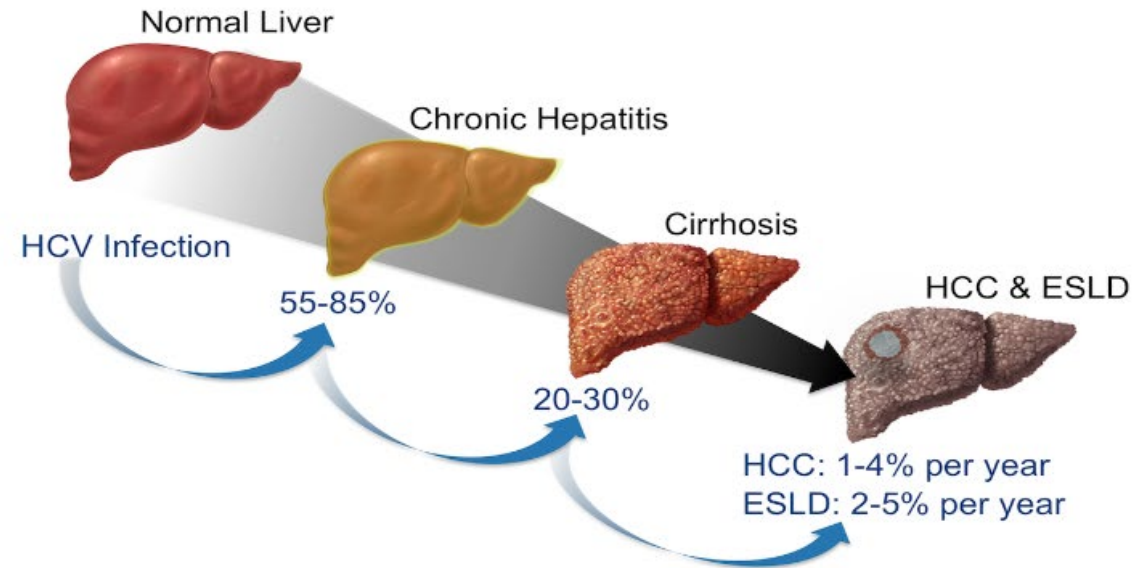 Normal Liver
Chronic Hepatitis
Cirrhosis
HCV Infection
HCC & ESLD
55-85%
20-30%
HCC: 1-4% per year
ESLD: 2-5% per year